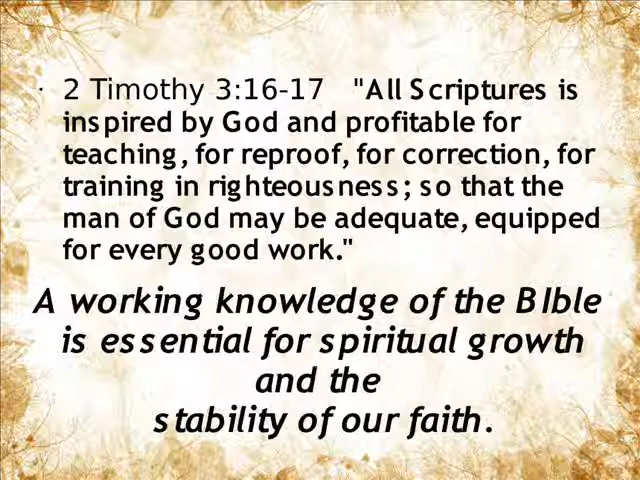 · 2 Timothy 3:16-17 "All Scriptures is
inspired by God and profitable for
teaching, for reproof, for correction, for
training in righteousness; so that the
man of God may be adequate, equipped
for every good work."
A working knowledge of the BIble
is essential for spiritual growth
and the
stability of our faith.